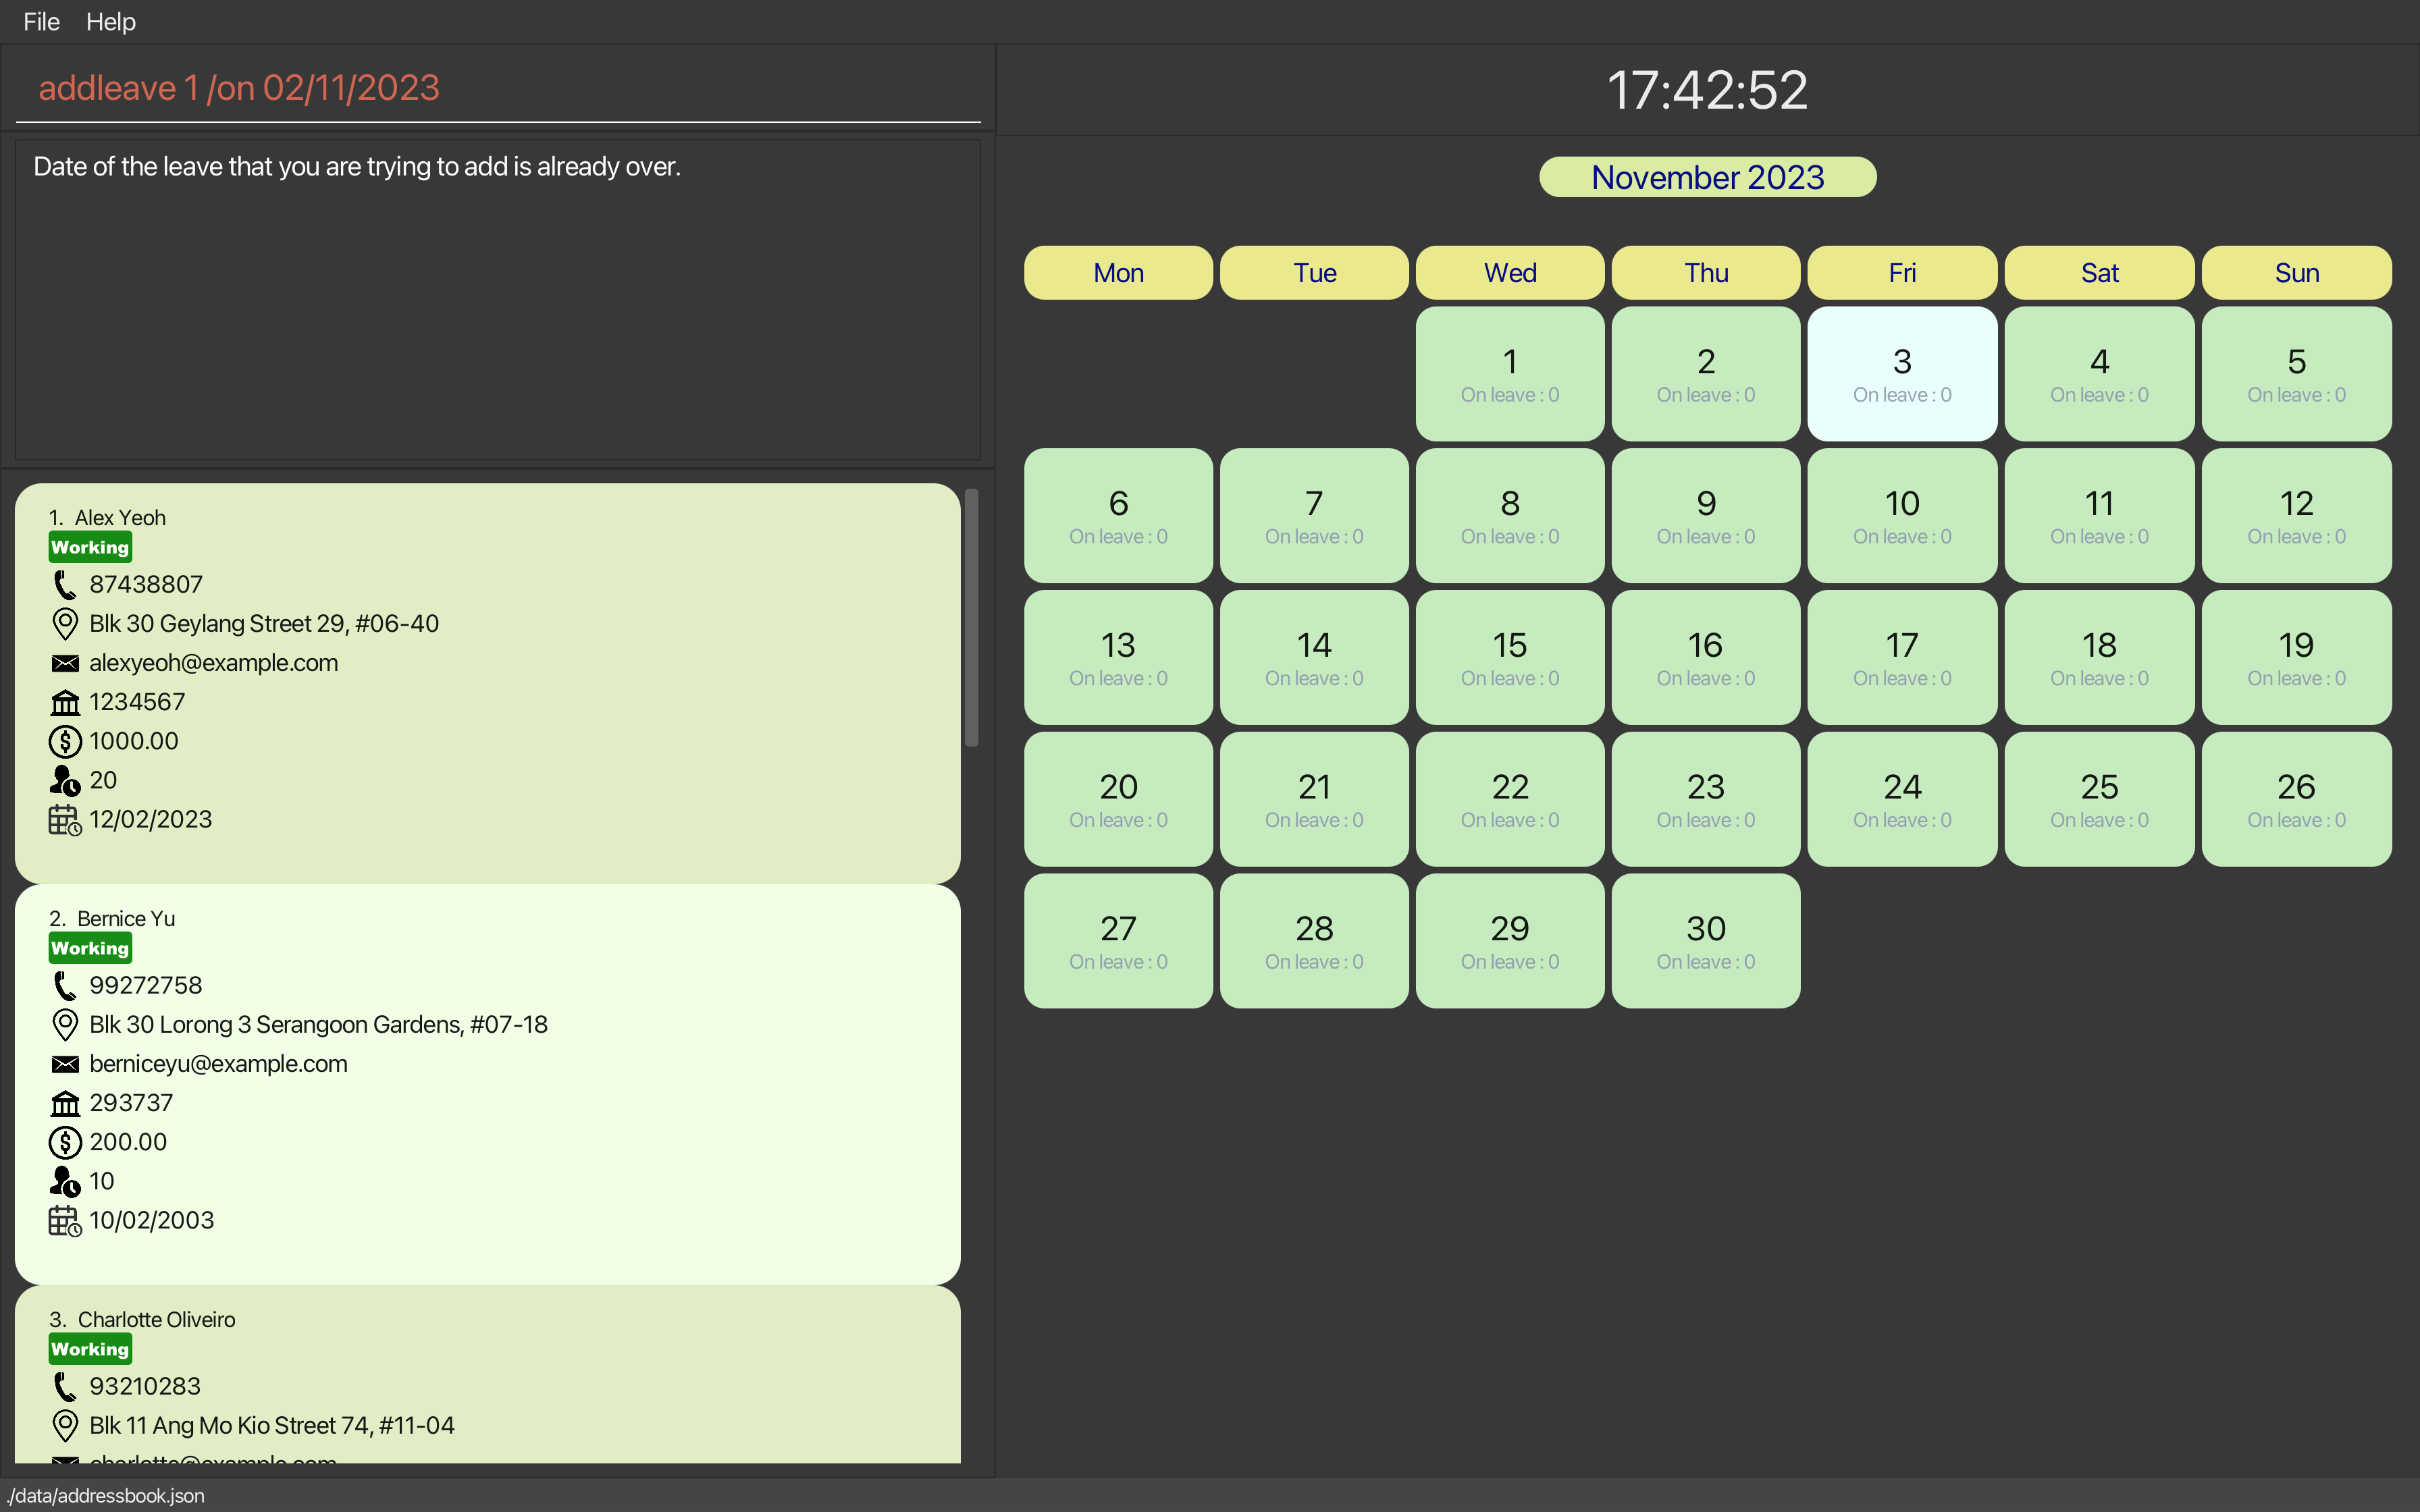 File Help
addleave 1 /on 02/11/2023
Date of the leave that you are trying to add is already over.
1. Alex Yeoh
Working
87438807
Blk 30 Geylang Street 29, #06-40
alexyeoh@example.com
1234567
1000.00
20
12/02/2023
2. Bernice Yu
Working
99272758
Blk 30 Lorong 3 Serangoon Gardens, #07-18
berniceyu@example.com
293737
200.00
10
10/02/2003
3. Charlotte Oliveiro
Working
93210283
Blk 11 Ang Mo Kio Street 74, #11-04
charlotte@example.com
17:42:52
November 2023
Mon Tue Wed Thu Fri Sat Sun
1 2 3 4 5
On leave : 0 On leave : 0 On leave : 0 On leave : 0 On leave : 0
6 7 8 9 10 11 12
On leave : 0 On leave : 0 On leave : 0 On leave : 0 On leave : 0 On leave : 0 On leave : 0
13 14 15 16 17 18 19
On leave : 0 On leave : 0 On leave : 0 On leave : 0 On leave : 0 On leave : 0 On leave : 0
20 21 22 23 24 25 26
On leave : 0 On leave : 0 On leave : 0 On leave : 0 On leave : 0 On leave : 0 On leave : 0
27 28 29 30
On leave : 0 On leave : 0 On leave : 0 On leave : 0
./data/addressbook.json